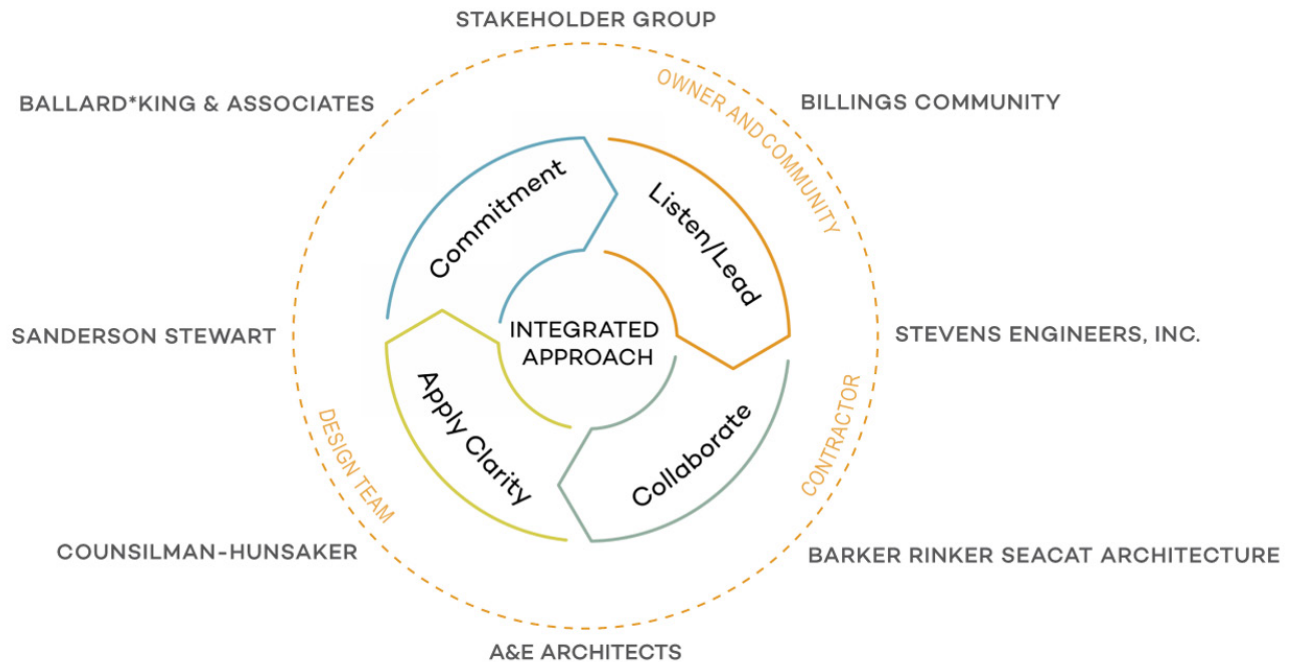 STAKEHOLDER GROUP
BALLARD*KING & ASSOCIATES
BILLINGS COMMUNITY
OWNER AND COMMUNITY
Commitment
Listen/Lead
SANDERSON STEWART
INTEGRATED
APPROACH
STEVENS ENGINEERS, INC.
Apply Clarity
Collaborate
DESIGN TEAM
CONTRACTOR
COUNSILMAN-HUNSAKER
BARKER RINKER SEACAT ARCHITECTURE
A&E ARCHITECTS